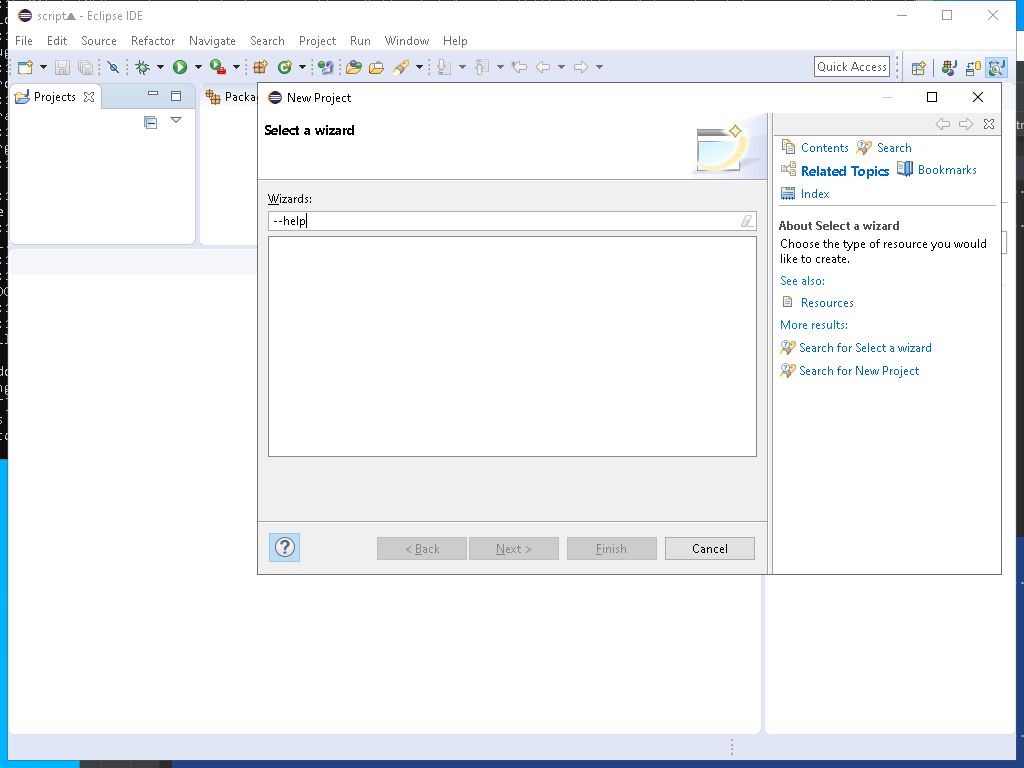 script▲ - Eclipse IDE
File Edit Source Refactor Navigate Search Project Run Window Help
Quick Access
Projects
Packa
New Project
Select a wizard
Wizards:
--help
< Back Next > Finish Cancel
Contents Search
Related Topics Bookmarks
Index
About Select a wizard
Choose the type of resource you would
like to create.
See also:
Resources
More results:
Search for Select a wizard
Search for New Project